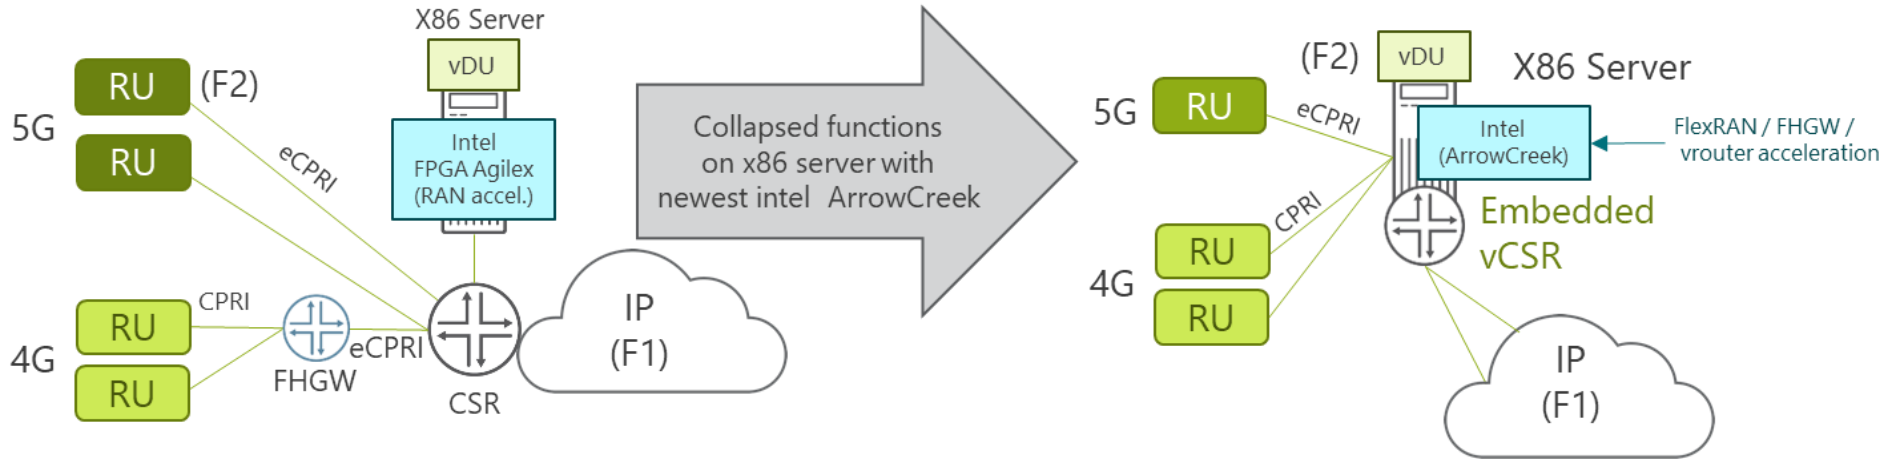 X86 Server
vDU
RU
(F2)
5G
RU
eCPRI
Intel
FPGA Agilex
(RAN accel.)
RU
CPRI
4G
RU
FHGW
eCPRI
CSR
IP
(F1)
Collapsed functions
on x86 server with
newest intel ArrowCreek
(F2)
vDU
X86 Server
5G
RU
eCPRI
Intel
(ArrowCreek)
FlexRAN / FHGW /
vrouter acceleration
CPRI
4G
RU
RU
Embedded
vCSR
IP
(F1)